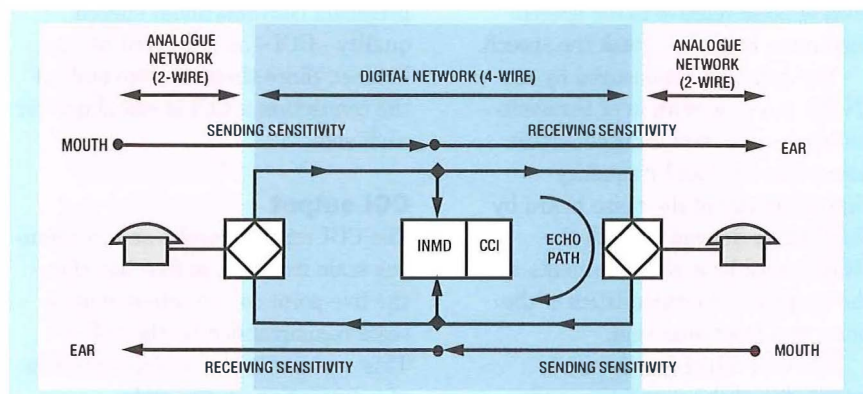 ANALOGUE
NETWORK
(2-WIRE)
DIGITAL NETWORK (4-WIRE)
ANALOGUE
NETWORK
(2-WIRE)
SENDING SENSITIVITY
RECEIVING SENSITIVITY
MOUTH
EAR
INMD
CCI
ECHO
PATH
EAR
MOUTH
RECEIVING SENSITIVITY
SENDING SENSITIVITY